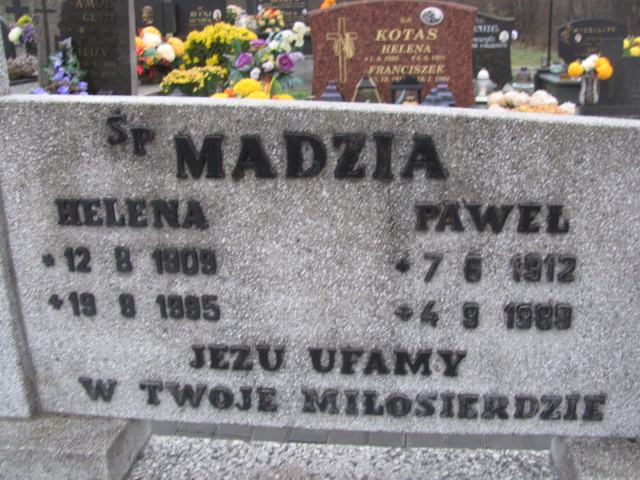 KOTAS
HELENA
FRANCISZEK
ŚP MADZIA
HELENA
* 12 8 1909
+ 19 8 1995
PAWEŁ
* 7 6 1912
+ 4 9 1989
JEZU UFAMY
W TWOJE MIŁOSIERDZIE